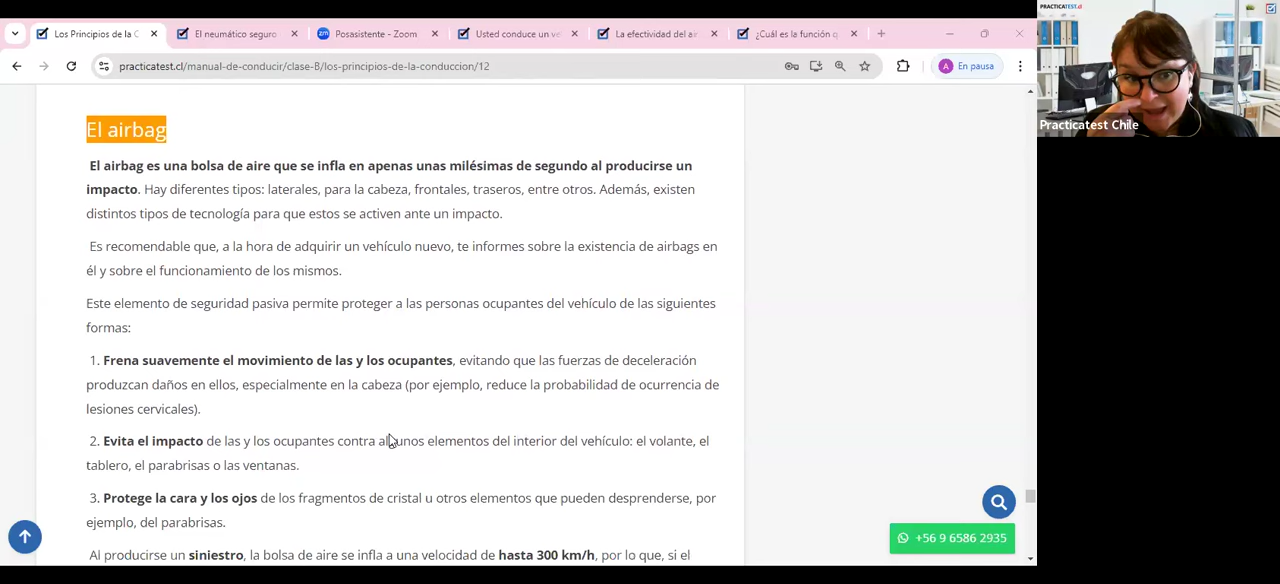 Los Principios de la C
El neumático seguro
Posasistente - Zoom
Usted conduce un ve
La efectividad del air
¿Cuál es la función q
practicatest.cl/manual-de-conducir/clase-B/los-principios-de-la-conduccion/12
A En pausa
PRACTICATEST.cl
Practicatest Chile
El airbag
El airbag es una bolsa de aire que se infla en apenas unas milésimas de segundo al producirse un
impacto. Hay diferentes tipos: laterales, para la cabeza, frontales, traseros, entre otros. Además, existen
distintos tipos de tecnología para que estos se activen ante un impacto.
Es recomendable que, a la hora de adquirir un vehículo nuevo, te informes sobre la existencia de airbags en
él y sobre el funcionamiento de los mismos.
Este elemento de seguridad pasiva permite proteger a las personas ocupantes del vehículo de las siguientes
formas:
1. Frena suavemente el movimiento de las y los ocupantes, evitando que las fuerzas de deceleración
produzcan daños en ellos, especialmente en la cabeza (por ejemplo, reduce la probabilidad de ocurrencia de
lesiones cervicales).
2. Evita el impacto de las y los ocupantes contra algunos elementos del interior del vehículo: el volante, el
tablero, el parabrisas o las ventanas.
3. Protege la cara y los ojos de los fragmentos de cristal u otros elementos que pueden desprenderse, por
ejemplo, del parabrisas.
Al producirse un siniestro, la bolsa de aire se infla a una velocidad de hasta 300 km/h, por lo que, si el
+56 9 6586 2935